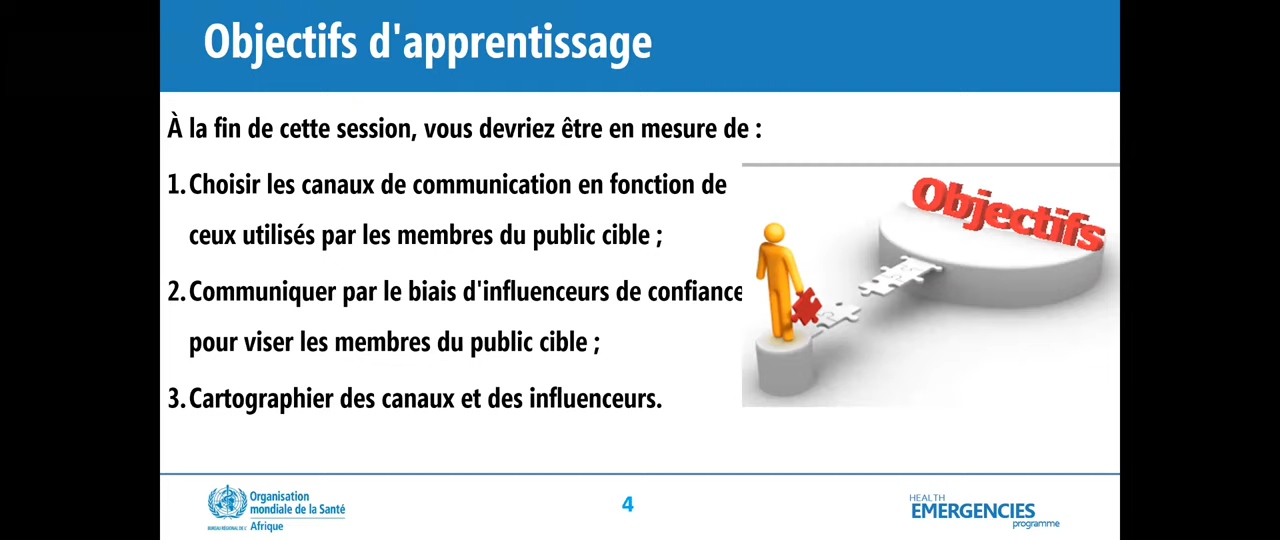 Objectifs d'apprentissage
À la fin de cette session, vous devriez être en mesure de :
1. Choisir les canaux de communication en fonction de
ceux utilisés par les membres du public cible ;
2. Communiquer par le biais d'influenceurs de confiance
pour viser les membres du public cible ;
3. Cartographier des canaux et des influenceurs.
Objectifs
Organisation
mondiale de la Santé
BUREAU RÉGIONAL DE L' Afrique
4
HEALTH
EMERGENCIES
programme